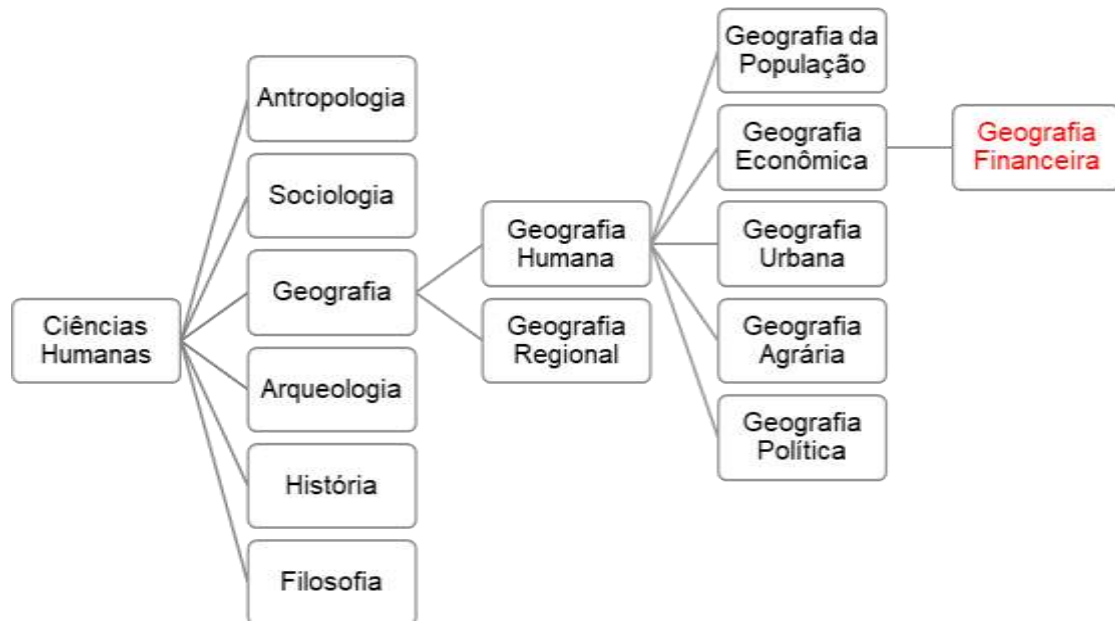 Ciências
Humanas
Antropologia
Sociologia
Geografia
Arqueologia
História
Filosofia
Geografia
Humana
Geografia
Regional
Geografia da
População
Geografia
Econômica
Geografia
Urbana
Geografia
Agrária
Geografia
Política
Geografia
Financeira